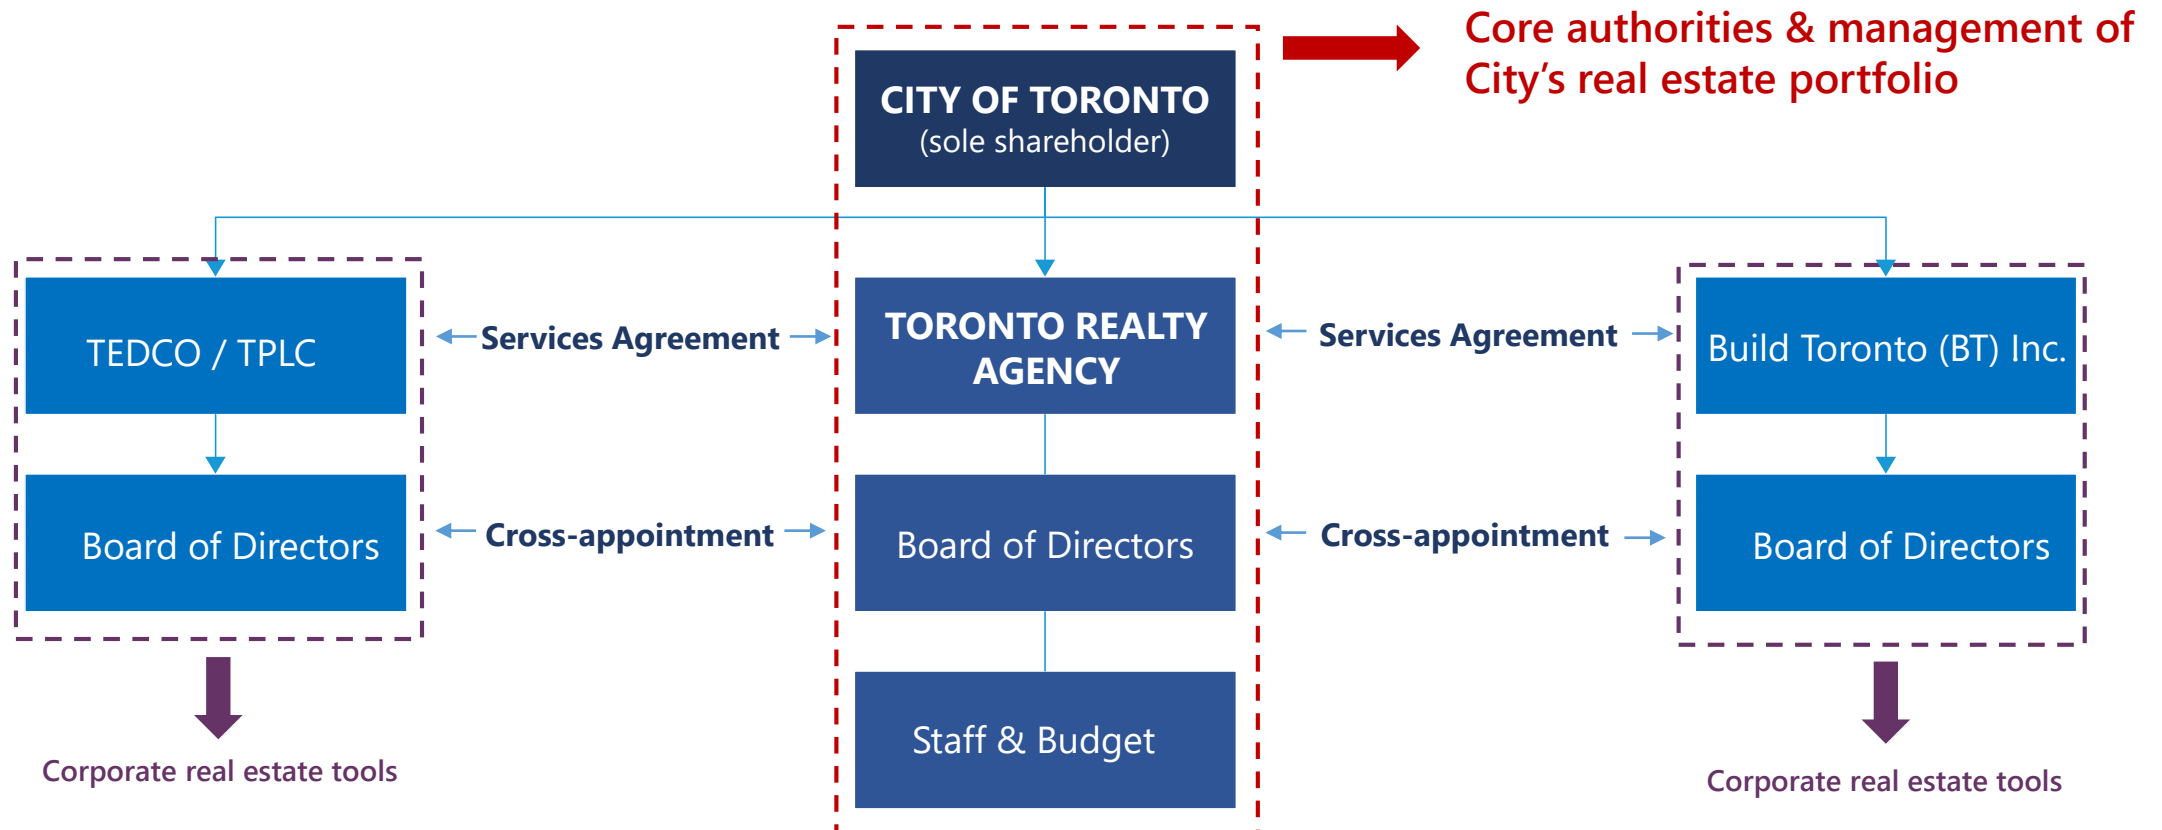 Core authorities & management of
City's real estate portfolio
CITY OF TORONTO
(sole shareholder)
TEDCO / TPLC
Services Agreement
TORONTO REALTY
AGENCY
Services Agreement
Build Toronto (BT) Inc.
Board of Directors
Cross-appointment
Board of Directors
Cross-appointment
Board of Directors
Staff & Budget
Corporate real estate tools
Corporate real estate tools